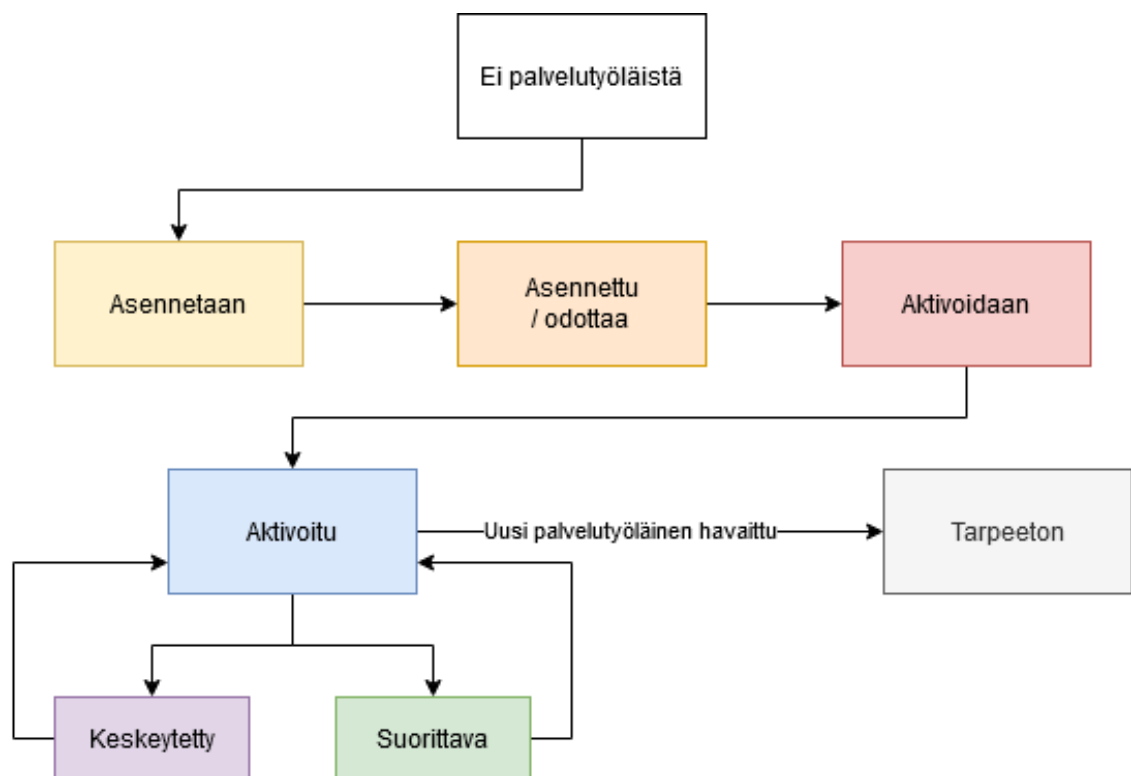 Ei palvelutyöläistä
Asennetaan
Asennettu
/ odottaa
Aktivoidaan
Aktivoitu
Uusi palvelutyöläinen havaittu
Tarpeeton
Keskeytetty
Suorittava